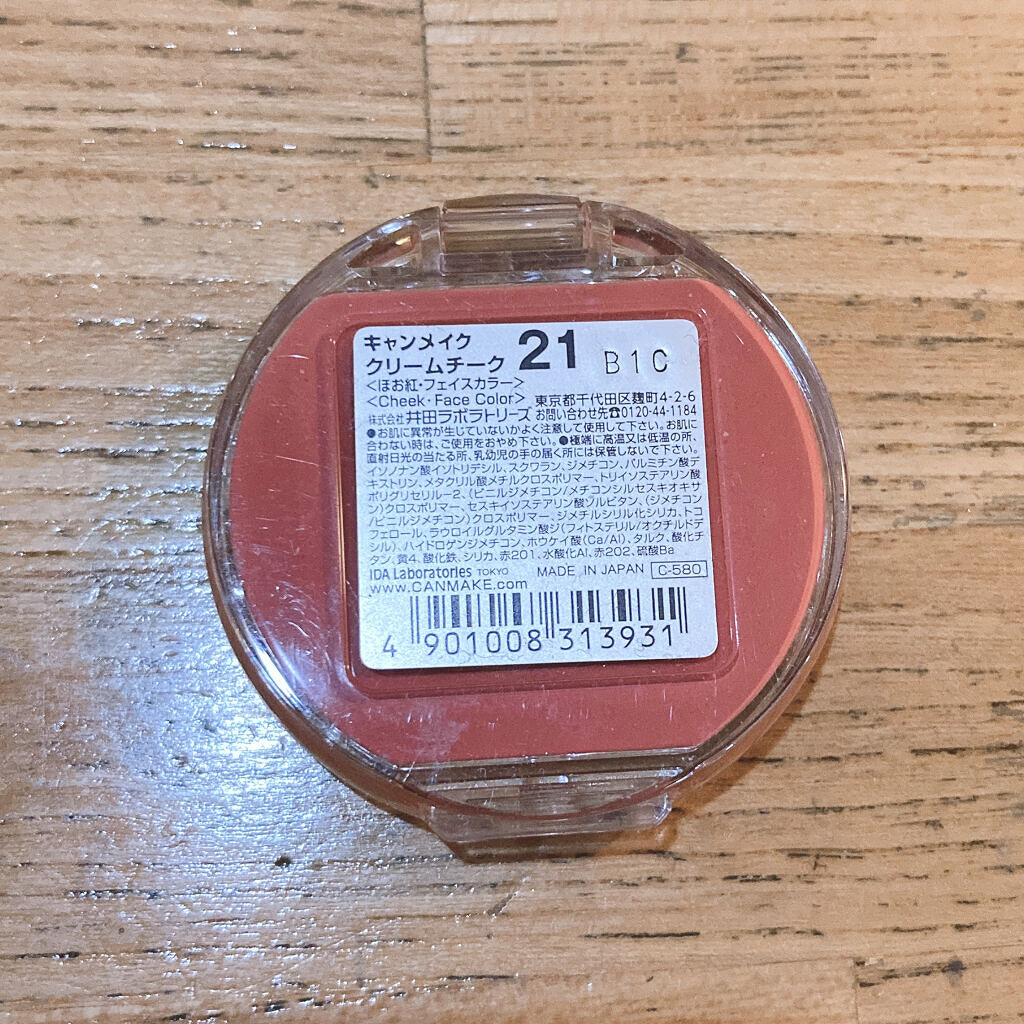 キャンメイク
クリームチーク 21 B1C
<ほお紅・フェイスカラー>
<Cheek・Face Color> 東京都千代田区麹町4-2-6
株式会社 井田ラボラトリーズ お問い合わせ先☎0120-44-1184
●お肌に異常が生じていないかよく注意して使用して下さい。お肌に
合わない時は、ご使用をおやめ下さい。●極端に高温又は低温の所、
直射日光の当たる所、乳幼児の手の届く所には保管しないで下さい。
イソノナン酸イソトリデシル、スクワラン、ジメチコン、パルミチン酸デ
キストリン、メタクリル酸メチルクロスポリマー、トリイソステアリン酸
ポリグリセリル-2、(ビニルジメチコン/メチコンシルセスキオキサ
ン)クロスポリマー、セスキイソステアリン酸ソルビタン、(ジメチコン
/ビニルジメチコン)クロスポリマー、ジメチルシリル化シリカ、トコ
フェロール、ラウロイルグルタミン酸ジ(フィトステリル/オクチルドデ
シル)、ハイドロゲンジメチコン、ホウケイ酸(Ca/Al)、タルク、酸化チ
タン、黄4、酸化鉄、シリカ、赤201、水酸化Al、赤202、硫酸Ba
IDA Laboratories TOKYO MADE IN JAPAN C-580
www.CANMAKE.com
4 901008 313931